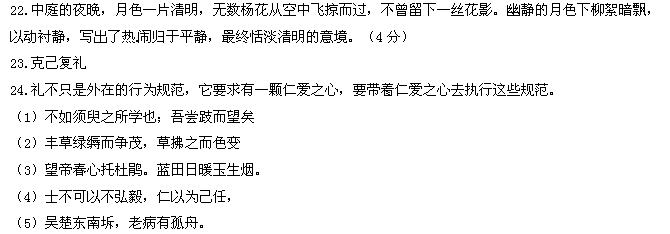 22.中庭的夜晚，月色一片清明，无数杨花从空中飞掠而过，不曾留下一丝花影。幽静的月色下柳絮暗飘，
以动衬静，写出了热闹归于平静，最终恬淡清明的意境。（4分）
23.克己复礼
24.礼不只是外在的行为规范，它要求有一颗仁爱之心，要带着仁爱之心去执行这些规范。
（1）不如须臾之所学也；吾尝跂而望矣
（2）丰草绿缛而争茂，草拂之而色变
（3）望帝春心托杜鹃。蓝田日暖玉生烟。
（4）士不可以不弘毅，仁以为己任，
（5）吴楚东南坼，老病有孤舟。